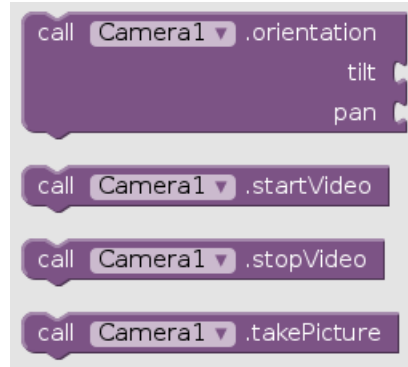 call Camera1 .orientation
tilt
pan
call Camera1 .startVideo
call Camera1 .stopVideo
call Camera1 .takePicture